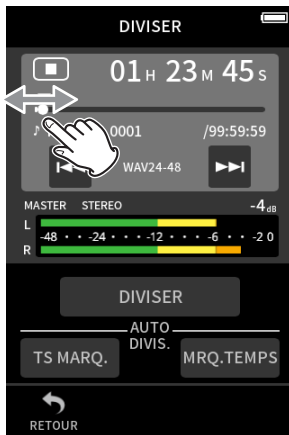 DIVISER
01H 23M 45S
0001 /99:59:59
WAV24-48
MASTER STEREO -4dB
L
-48 · · -24 · · · -12 · · · · -6 · · -2 0
R
DIVISER
AUTO
DIVIS.
TS MARQ. MRQ.TEMPS
RETOUR